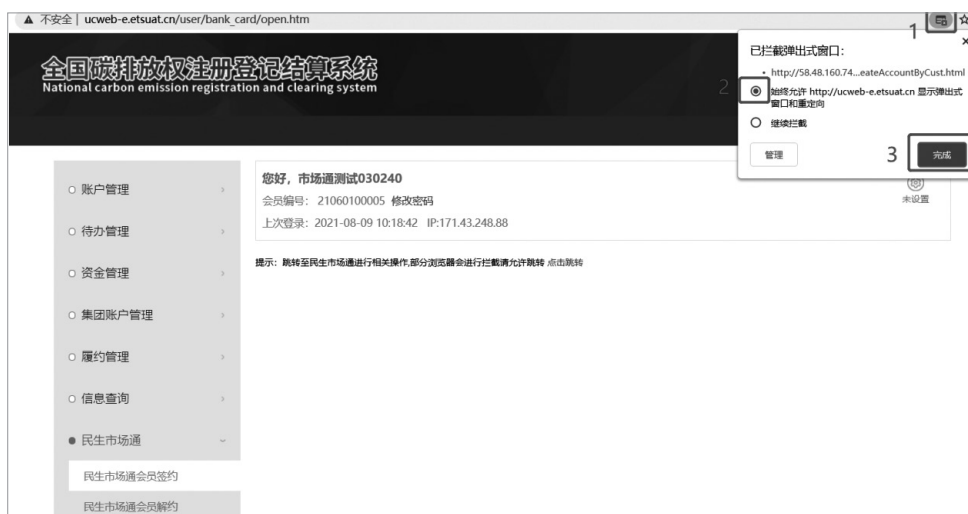 不安全 | ucweb-e.etsuat.cn/user/bank_card/open.htm
1
已拦截弹出式窗口：
• http://58.48.160.74...eateAccountByCust.html
2
始终允许 http://ucweb-e.etsuat.cn 显示弹出式
窗口和重定向
继续拦截
管理
3
完成
全国碳排放权注册登记结算系统
National carbon emission registration and clearing system
您好，市场通测试030240
会员编号： 21060100005 修改密码
上次登录： 2021-08-09 10:18:42 IP:171.43.248.88
未设置
提示： 跳转至民生市场通进行相关操作,部分浏览器会进行拦截请允许跳转 点击跳转
账户管理
待办管理
资金管理
集团账户管理
履约管理
信息查询
民生市场通
民生市场通会员签约
民生市场通会员解约